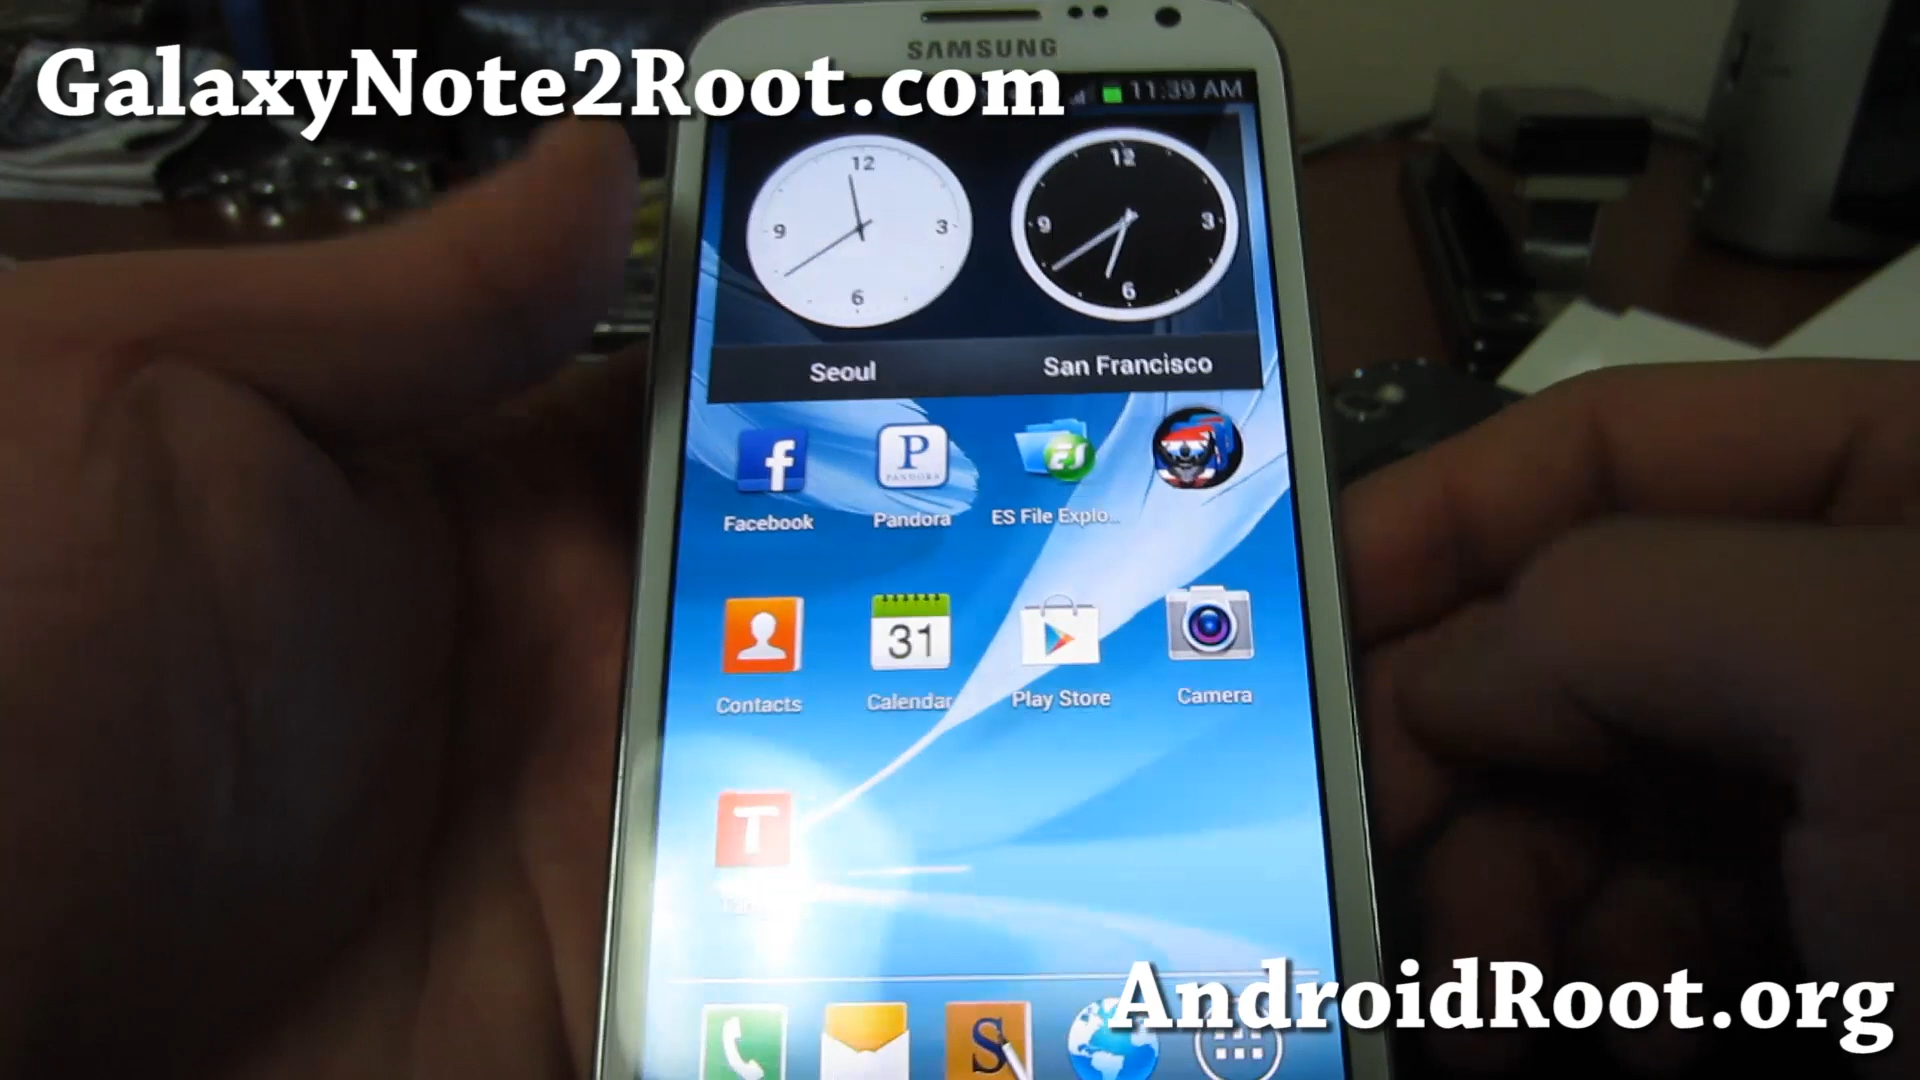 GalaxyNote2Root.com
SAMSUNG
11:39 AM
12
9 3
6
12
9 3
6
Seoul
San Francisco
f
P
PANDORA
Facebook
Pandora
ES File Explo..
31
Contacts
Calendar
Play Store
Camera
T
S
AndroidRoot.org